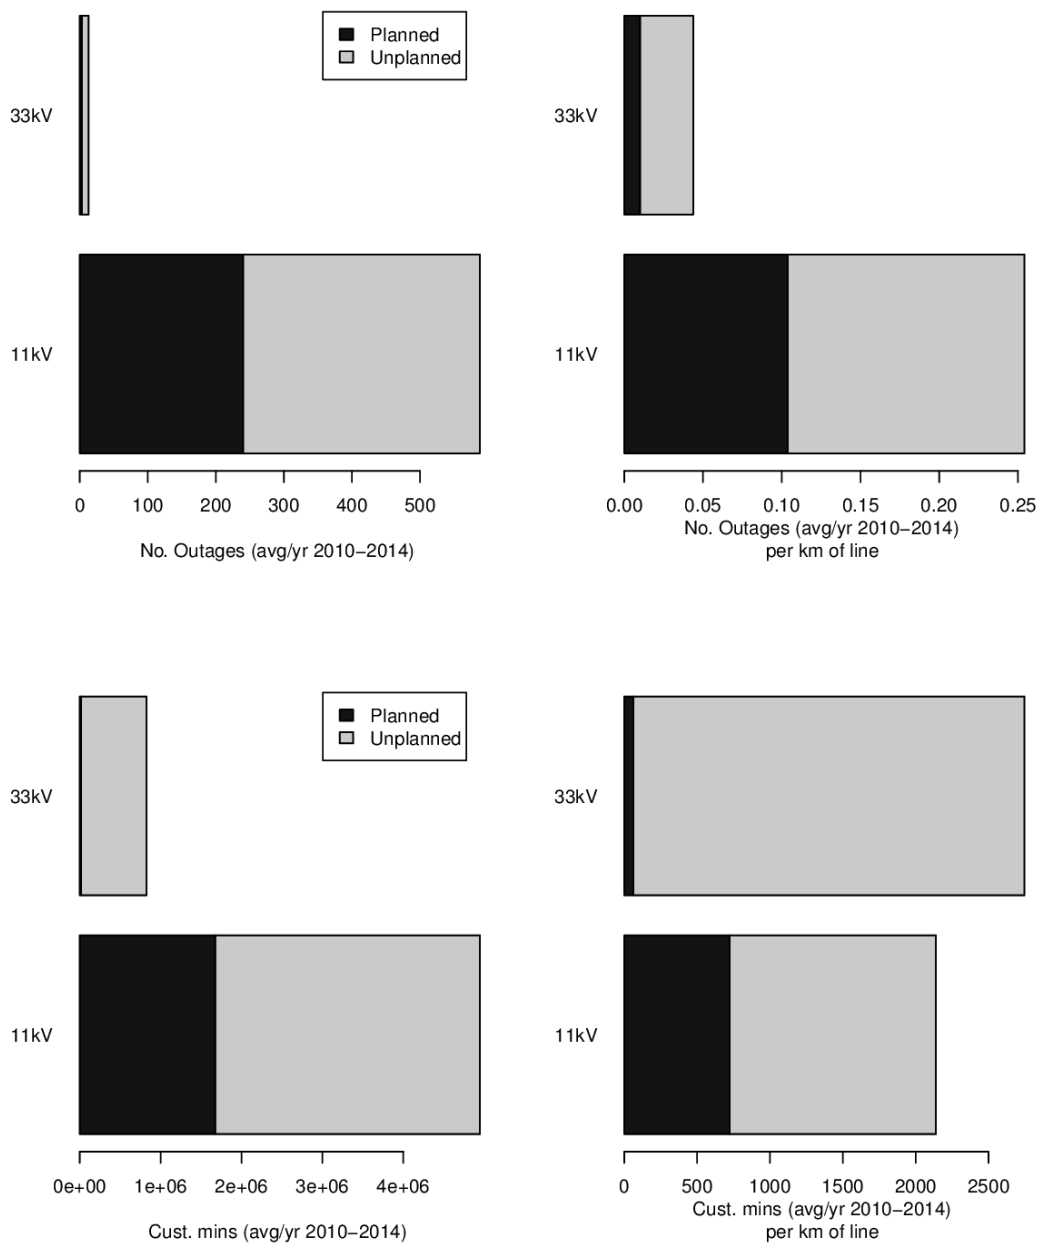 Planned
Unplanned
33kV
33kV
11kV
11kV
0 100 200 300 400 500
0.00 0.05 0.10 0.15 0.20 0.25
No. Outages (avg/yr 2010−2014)
No. Outages (avg/yr 2010−2014)
per km of line
Planned
Unplanned
33kV
33kV
11kV
11kV
0e+00 1e+06 2e+06 3e+06 4e+06
0 500 1000 1500 2000 2500
Cust. mins (avg/yr 2010−2014)
Cust. mins (avg/yr 2010−2014)
per km of line